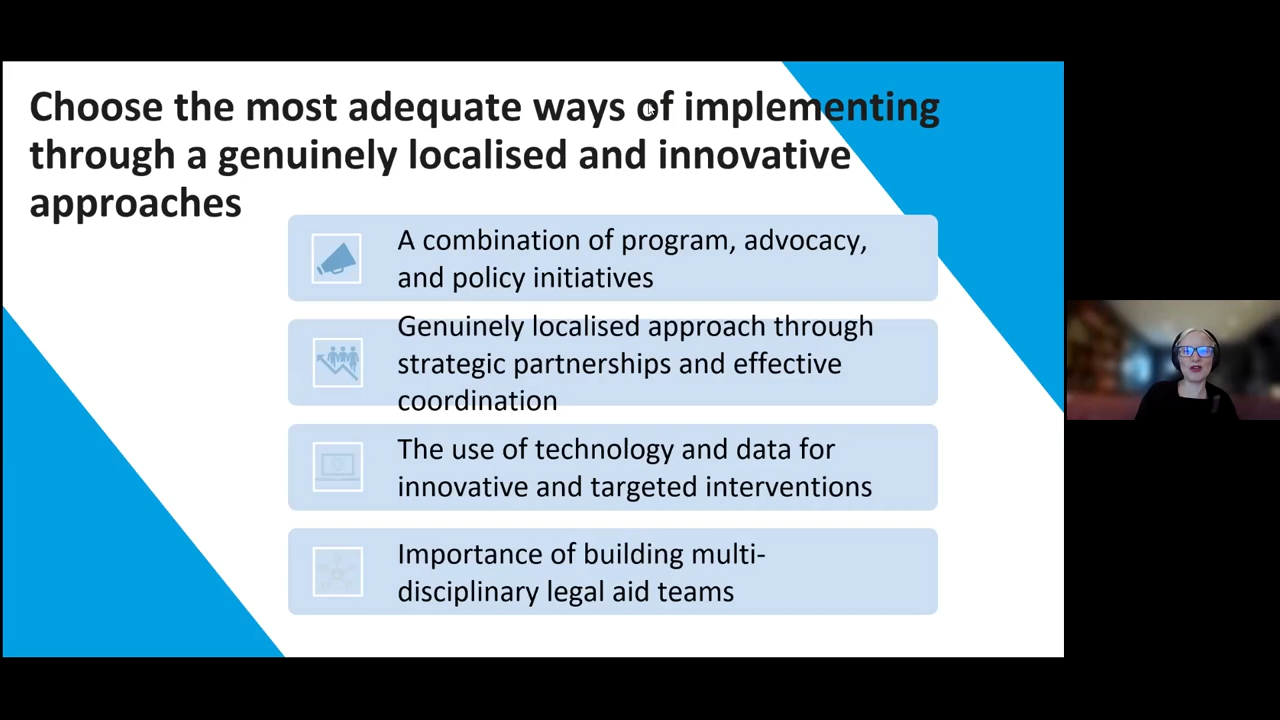 Choose the most adequate ways of implementing
through a genuinely localised and innovative
approaches
A combination of program, advocacy,
and policy initiatives
Genuinely localised approach through
strategic partnerships and effective
coordination
The use of technology and data for
innovative and targeted interventions
Importance of building multi-
disciplinary legal aid teams